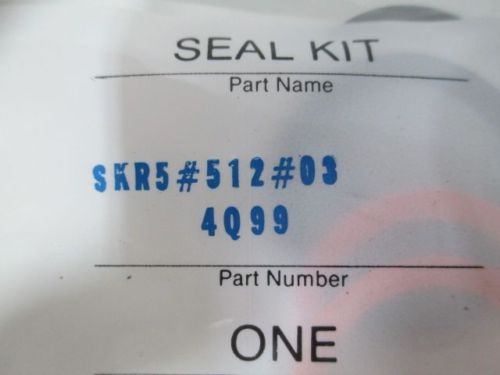 SEAL KIT
Part Name
SKR5#512#03
4Q99
Part Number
ONE